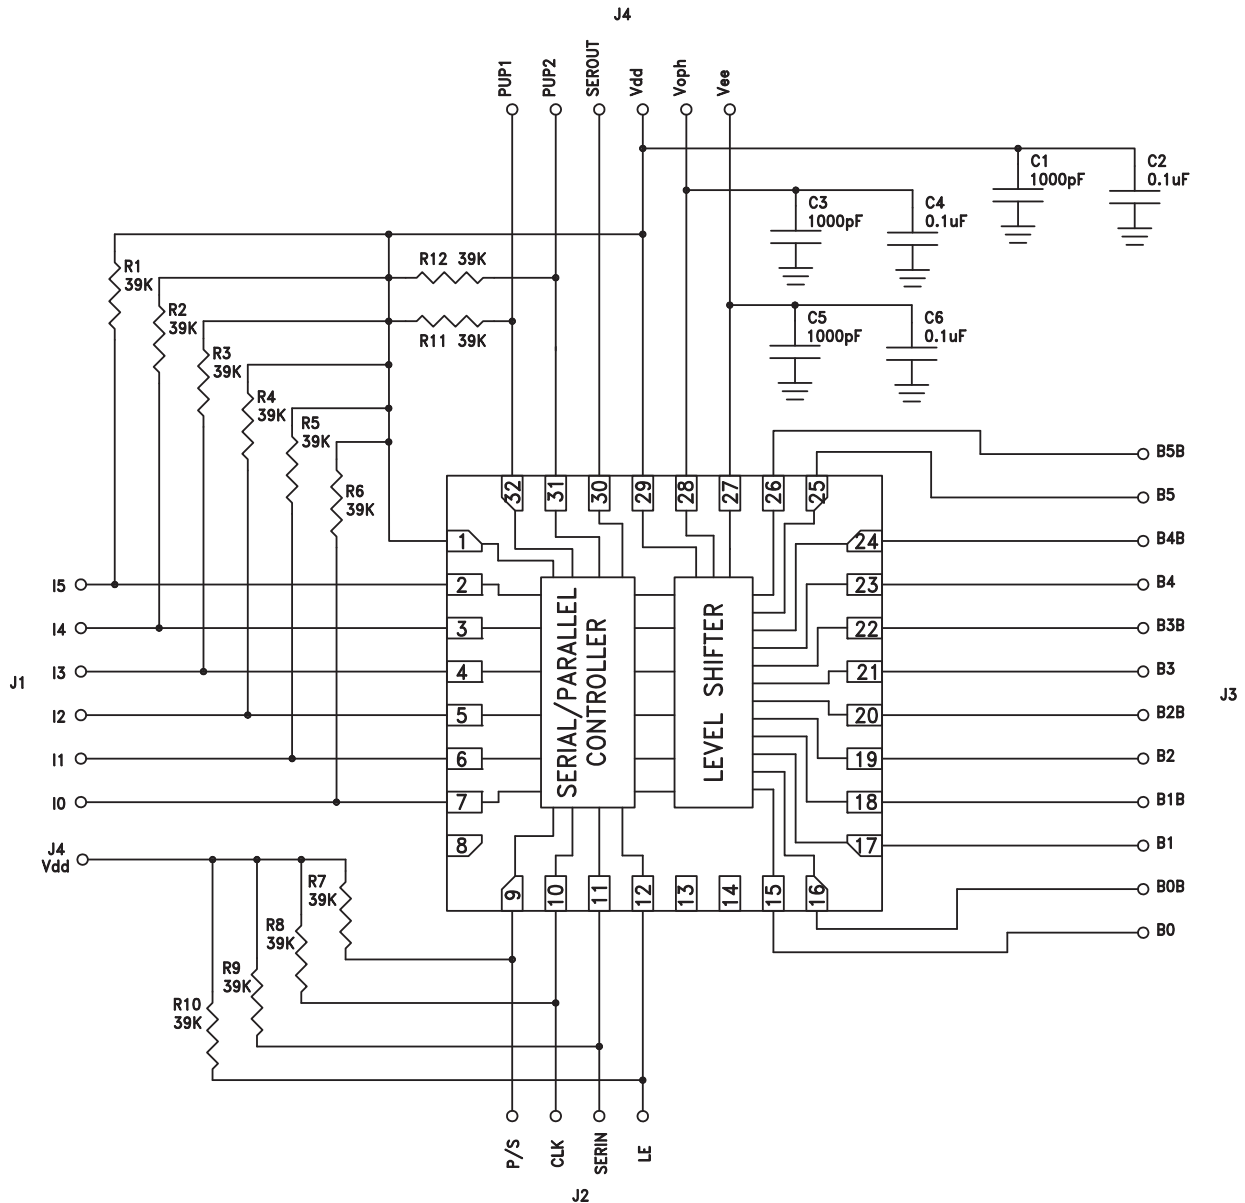 J4
PUP1
PUP2
SEROUT
Vdd
Voph
Vee
C1
1000pF
C2
0.1uF
C3
1000pF
C4
0.1uF
R12 39K
R1
39K
R2
39K
C5
1000pF
C6
0.1uF
R11 39K
R3
39K
R4
39K
R5
39K
R6
39K
32
31
30
29
28
27
26
25
B5B
B5
1
24
B4B
I5
2
23
B4
I4
3
22
B3B
J1
I3
4
21
B3
J3
I2
5
20
B2B
I1
6
19
B2
I0
7
18
B1B
SERIAL/PARALLEL
CONTROLLER
LEVEL SHIFTER
8
17
B1
J4
Vdd
R7
39K
9
10
11
12
13
14
15
16
B0B
B0
R8
39K
R9
39K
R10
39K
P/S
CLK
SERIN
LE
J2